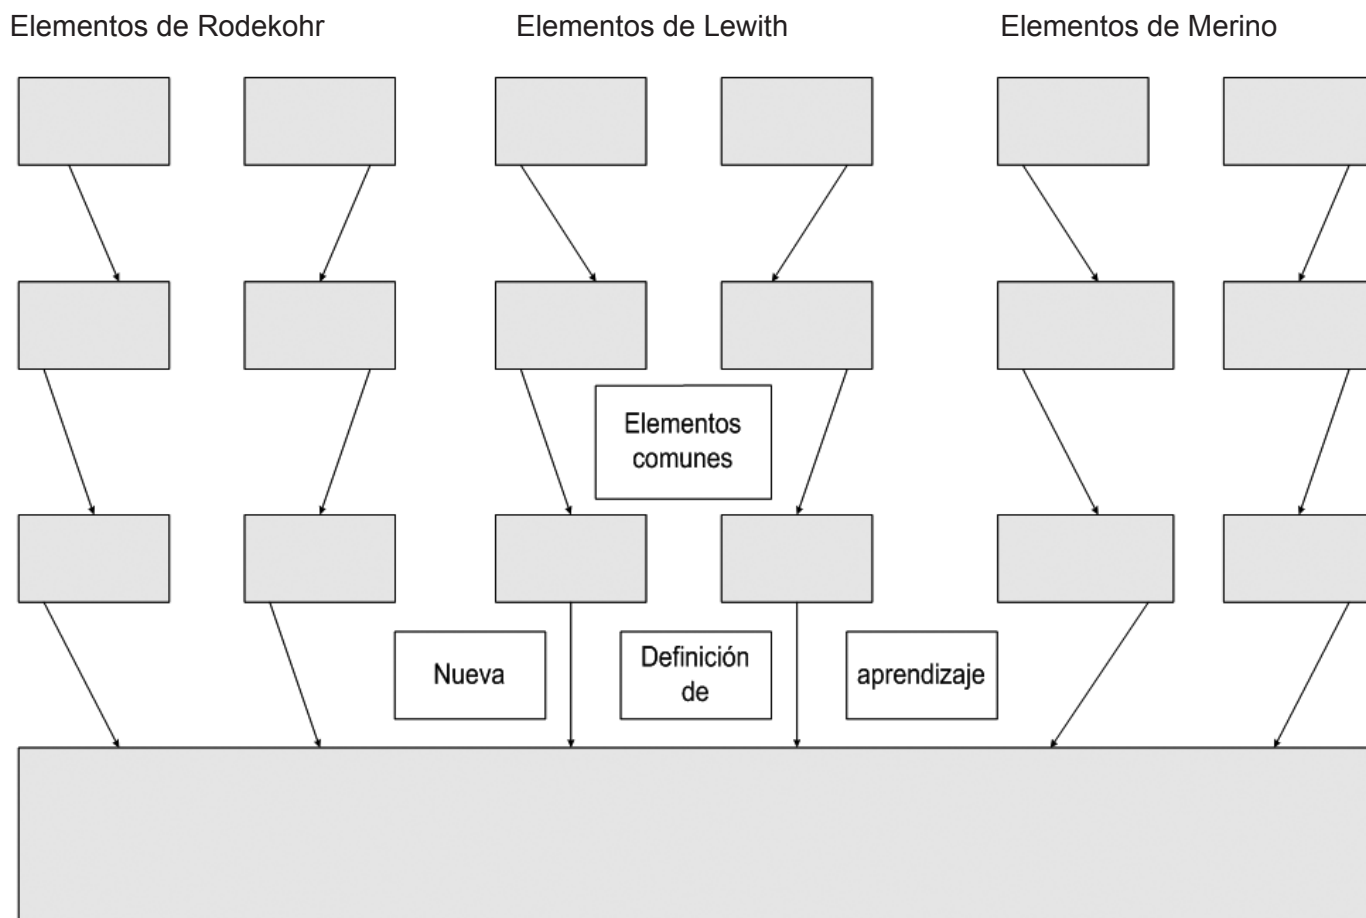 Elementos de Rodekohr
Elementos de Lewith
Elementos de Merino
Elementos
comunes
Nueva
Definición
de
aprendizaje